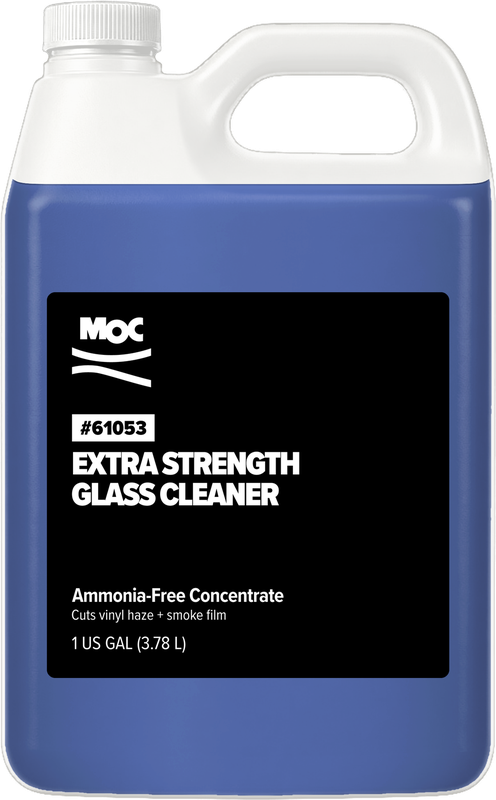 MOC
#61053
EXTRA STRENGTH
GLASS CLEANER
Ammonia-Free Concentrate
Cuts vinyl haze + smoke film
1 US GAL (3.78 L)